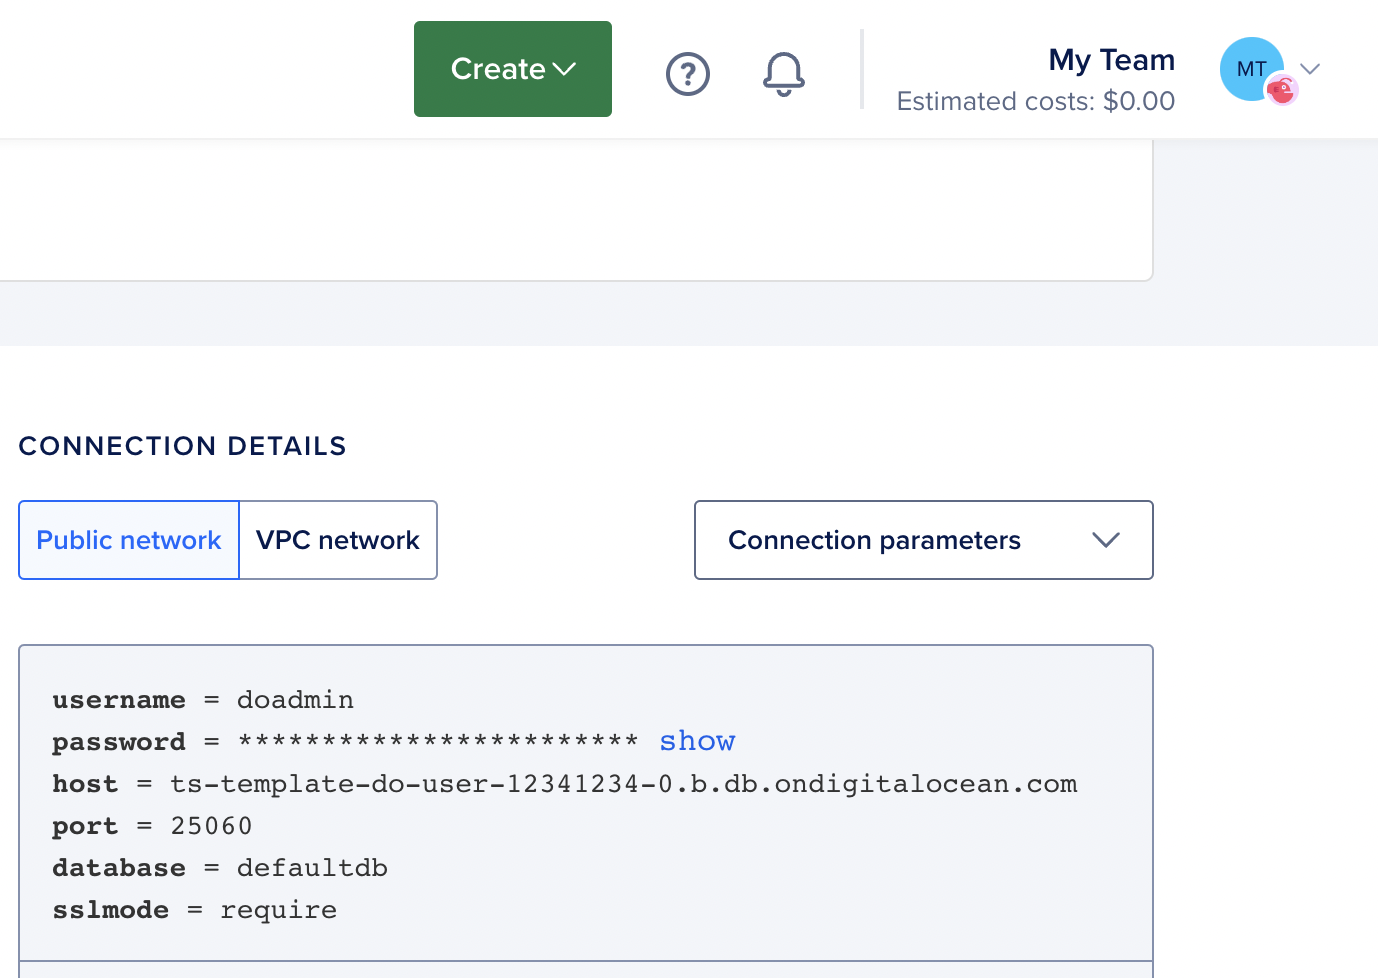 Create
?
My Team
Estimated costs: $0.00
MT
CONNECTION DETAILS
Public network
VPC network
Connection parameters
username = doadmin
password = ************************ show
host = ts-template-do-user-12341234-0.b.db.ondigitalocean.com
port = 25060
database = defaultdb
sslmode = require